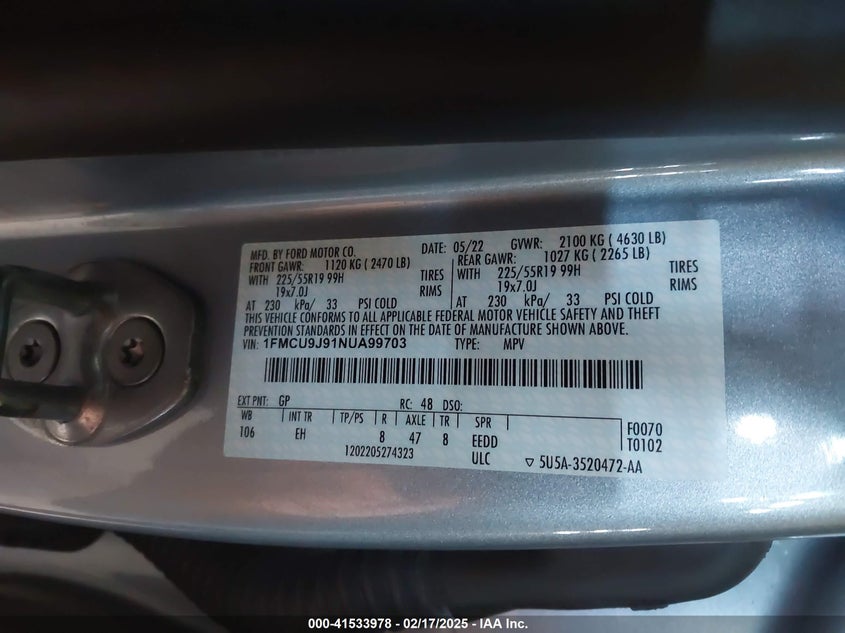 MFD. BY FORD MOTOR CO. DATE: 05/22 GVWR: 2100 KG ( 4630 LB)
FRONT GAWR: 1120 KG ( 2470 LB) REAR GAWR: 1027 KG ( 2265 LB)
WITH 225/55R19 99H TIRES WITH 225/55R19 99H TIRES
19x7.0J RIMS 19x7.0J RIMS
AT 230 kPa/ 33 PSI COLD AT 230 kPa/ 33 PSI COLD
THIS VEHICLE CONFORMS TO ALL APPLICABLE FEDERAL MOTOR VEHICLE SAFETY AND THEFT
PREVENTION STANDARDS IN EFFECT ON THE DATE OF MANUFACTURE SHOWN ABOVE.
VIN: 1FMCU9J91NUA99703 TYPE: MPV
EXT PNT: GP RC: 48 DSO:
WB INT TR TP/PS R AXLE TR SPR F0070
106 EH 8 47 8 EEDD T0102
1202205274323 ULC ▽ 5U5A-3520472-AA
000-41533978 - 02/17/2025 - IAA Inc.